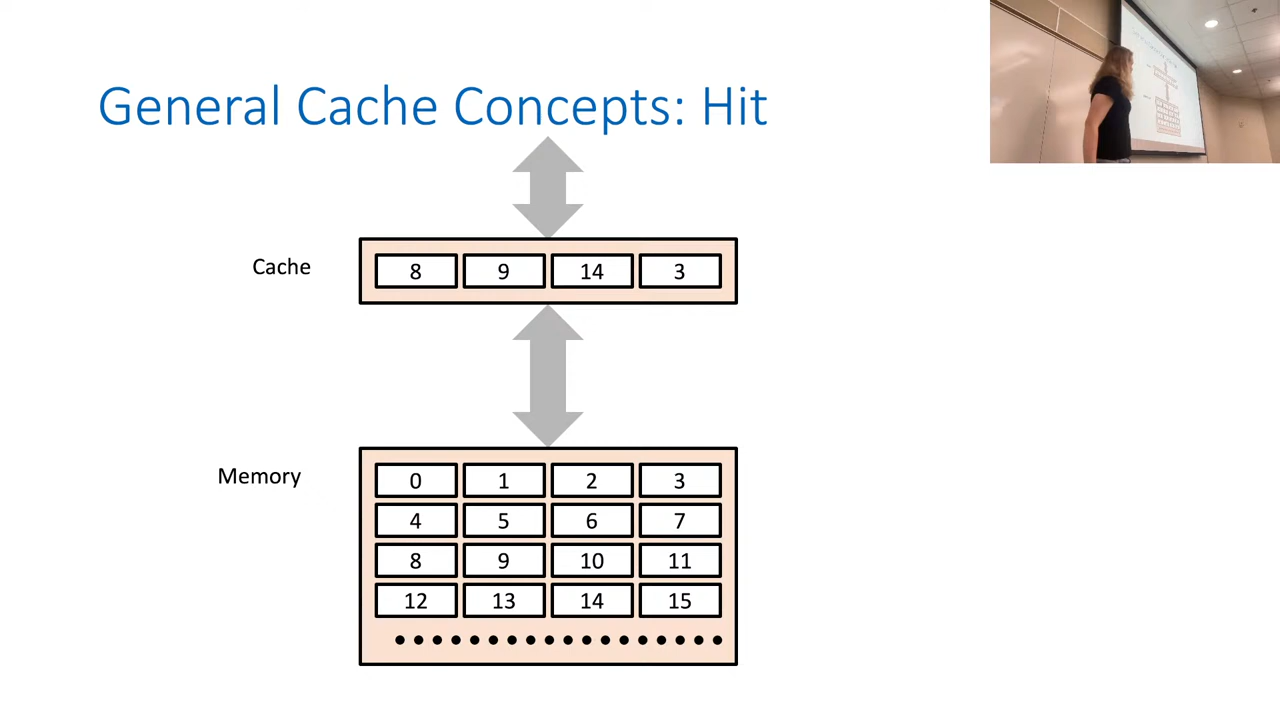 General Cache Concepts: Hit
Cache
8 9 14 3
Memory
0 1 2 3
4 5 6 7
8 9 10 11
12 13 14 15